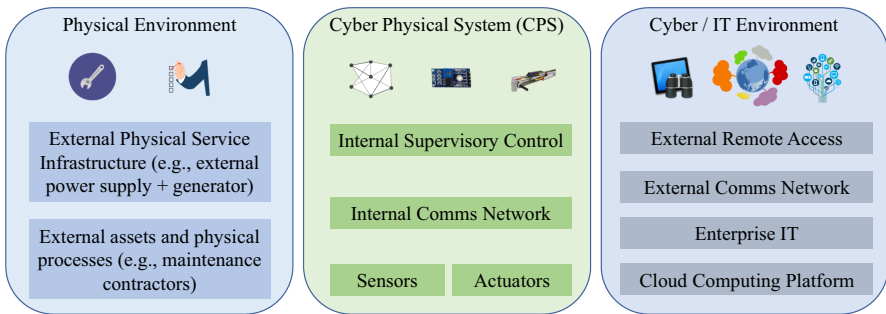 Physical Environment
External Physical Service
Infrastructure (e.g., external
power supply + generator)
External assets and physical
processes (e.g., maintenance
contractors)
Cyber Physical System (CPS)
Internal Supervisory Control
Internal Comms Network
Sensors
Actuators
Cyber / IT Environment
External Remote Access
External Comms Network
Enterprise IT
Cloud Computing Platform